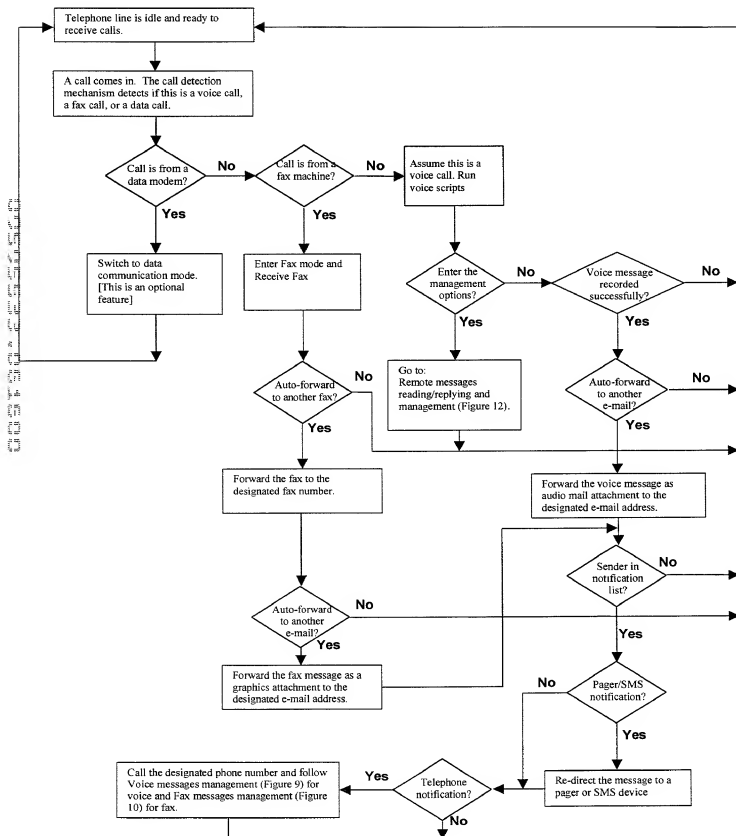 Telephone line is idle and ready to
receive calls.
A call comes in. The call detection
mechanism detects if this is a voice call,
a fax call, or a data call.
Call is from a
data modem?
No
Call is from a
fax machine?
No
Assume this is a
voice call. Run
voice scripts
Yes
Yes
Switch to data
communication mode.
[This is an optional
feature]
Enter Fax mode and
Receive Fax
Enter the
management
options?
No
Voice message
recorded
successfully?
No
Yes
Yes
Auto-forward
to another fax?
No
Go to:
Remote messages
reading/replying and
management (Figure 12).
Auto-forward
to another
e-mail?
No
Yes
Yes
Forward the fax to the
designated fax number.
Forward the voice message as
audio mail attachment to the
designated e-mail address.
Sender in
notification
list?
No
Auto-forward
to another
e-mail?
No
Yes
Yes
Forward the fax message as a
graphics attachment to the
designated e-mail address.
No
Pager/SMS
notification?
Yes
Call the designated phone number and follow
Voice messages management (Figure 9) for
voice and Fax messages management (Figure
10) for fax.
Yes
Telephone
notification?
Re-direct the message to a
pager or SMS device
No